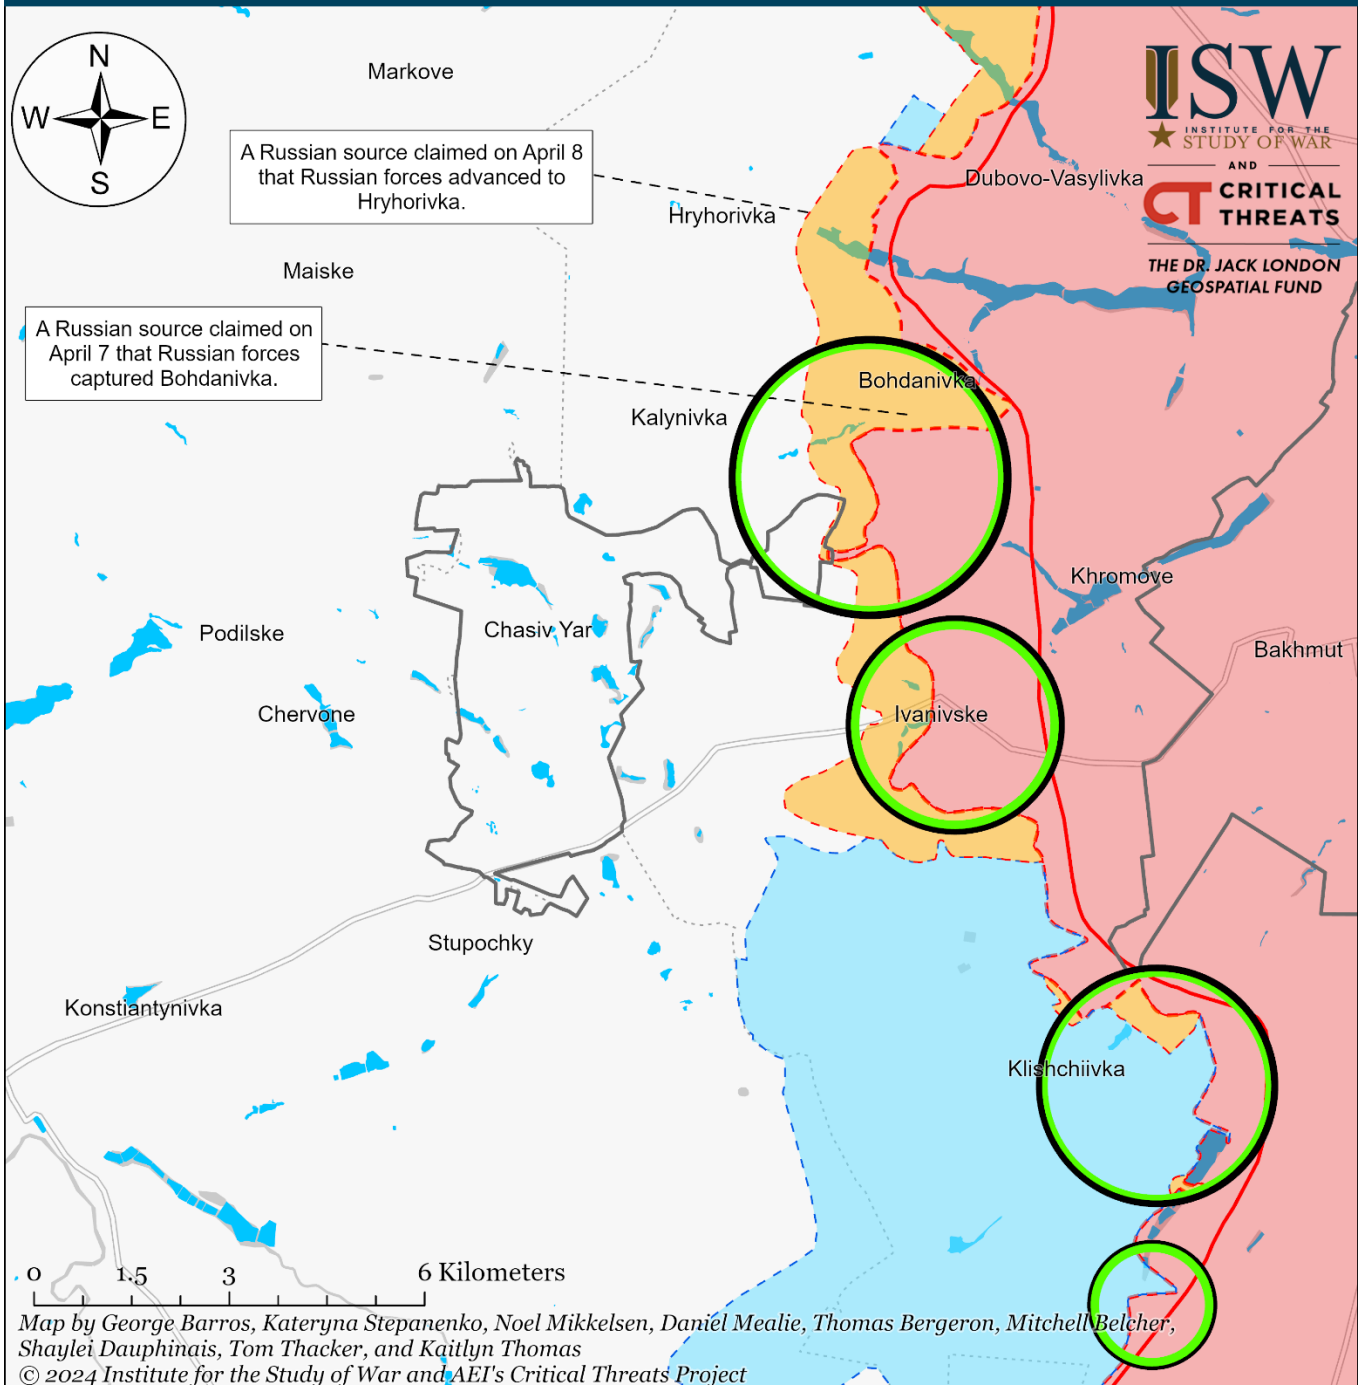 N
W
E
S
Markove
ISW
INSTITUTE FOR THE
STUDY OF WAR
AND
CT CRITICAL
THREATS
THE DR. JACK LONDON
GEOSPATIAL FUND
A Russian source claimed on April 8
that Russian forces advanced to
Hryhorivka.
Dubovo-Vasylivka
Hryhorivka
Maiske
A Russian source claimed on
April 7 that Russian forces
captured Bohdanivka.
Bohdanivka
Kalynivka
Khromove
Podilske
Chasiv Yar
Bakhmut
Chervone
Ivanivske
Stupochky
Konstiantynivka
Klishchiivka
0 1.5 3 6 Kilometers
Map by George Barros, Kateryna Stepanenko, Noel Mikkelsen, Daniel Mealie, Thomas Bergeron, Mitchell Belcher,
Shaylei Dauphinais, Tom Thacker, and Kaitlyn Thomas
© 2024 Institute for the Study of War and AEI's Critical Threats Project